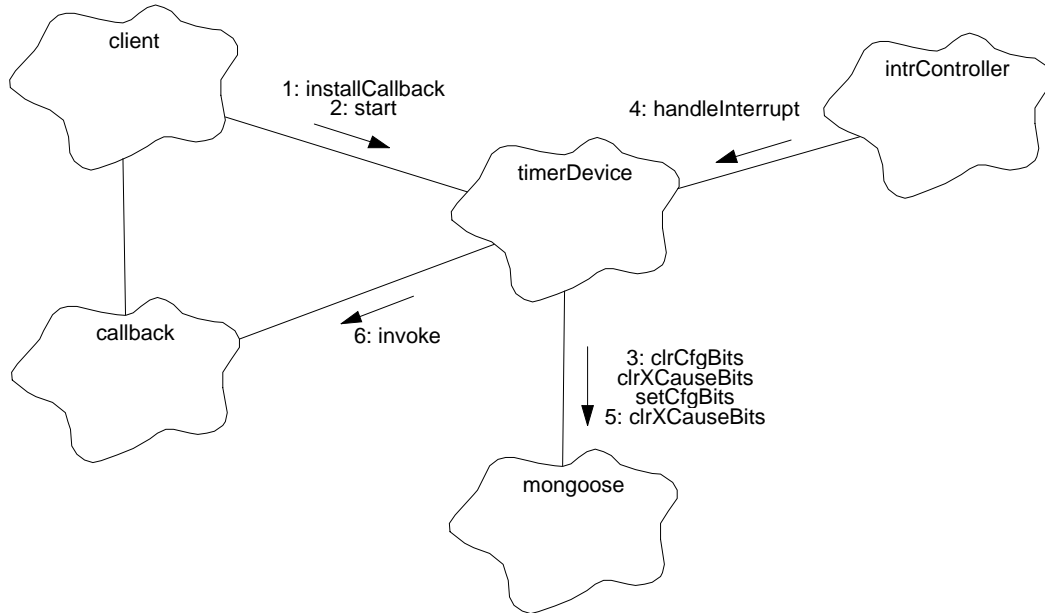 client
intrController
1: installCallback
2: start
4: handleInterrupt
timerDevice
callback
6: invoke
3: clrCfgBits
clrXCauseBits
setCfgBits
5: clrXCauseBits
mongoose